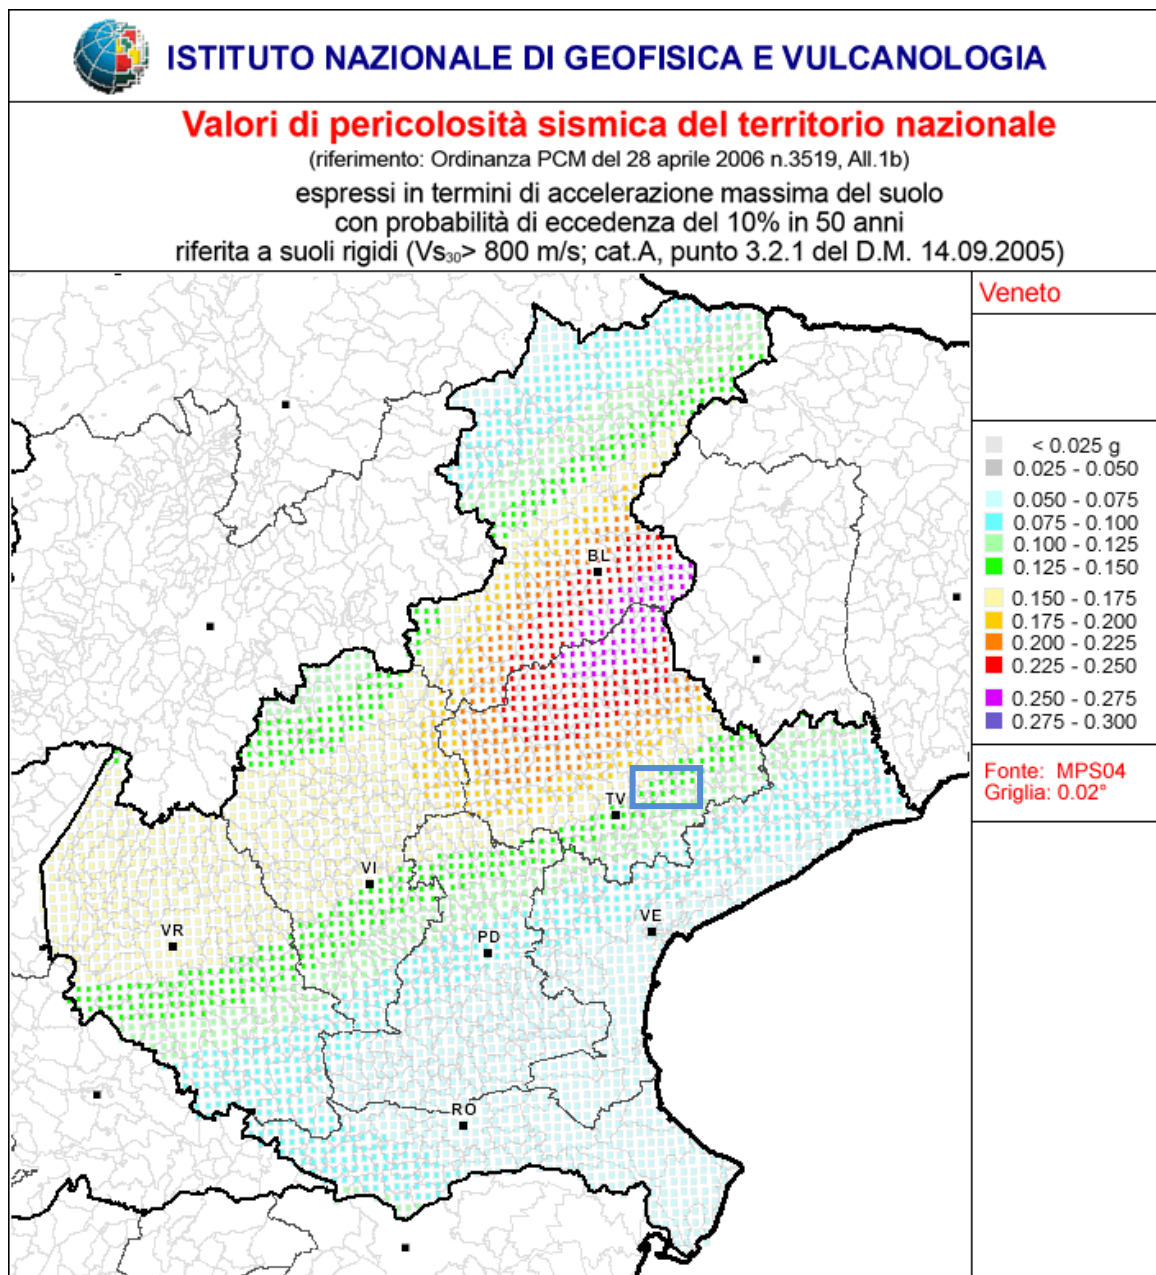 ISTITUTO NAZIONALE DI GEOFISICA E VULCANOLOGIA
Valori di pericolosità sismica del territorio nazionale
(riferimento: Ordinanza PCM del 28 aprile 2006 n.3519, All.1b)
espressi in termini di accelerazione massima del suolo
con probabilità di eccedenza del 10% in 50 anni
riferita a suoli rigidi (Vs30> 800 m/s; cat.A, punto 3.2.1 del D.M. 14.09.2005)
Veneto
< 0.025 g
0.025 - 0.050
0.050 - 0.075
0.075 - 0.100
0.100 - 0.125
0.125 - 0.150
0.150 - 0.175
0.175 - 0.200
0.200 - 0.225
0.225 - 0.250
0.250 - 0.275
0.275 - 0.300
Fonte: MPS04
Griglia: 0.02°
BL
TV
VI
VR
VE
PD
RO